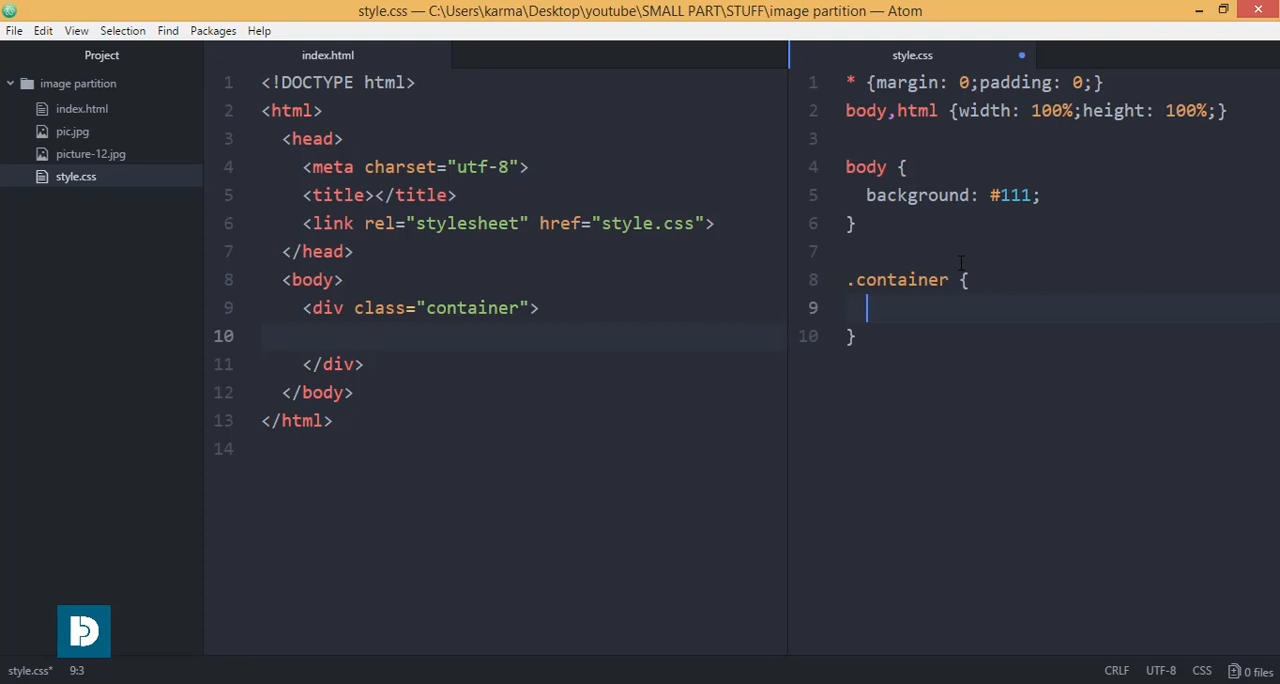 style.css — C:\Users\karma\Desktop\youtube\SMALL PART\STUFF\image partition — Atom
File Edit View Selection Find Packages Help
Project
image partition
index.html
pic.jpg
picture-12.jpg
style.css
index.html
1 <!DOCTYPE html>
2 <html>
3 <head>
4 <meta charset="utf-8">
5 <title></title>
6 <link rel="stylesheet" href="style.css">
7 </head>
8 <body>
9 <div class="container">
10
11 </div>
12 </body>
13 </html>
14
style.css
1 * {margin: 0;padding: 0;}
2 body,html {width: 100%;height: 100%;}
3
4 body {
5 background: #111;
6 }
7
8 .container {
9
10 }
style.css* 9:3
CRLF UTF-8 CSS 0 files